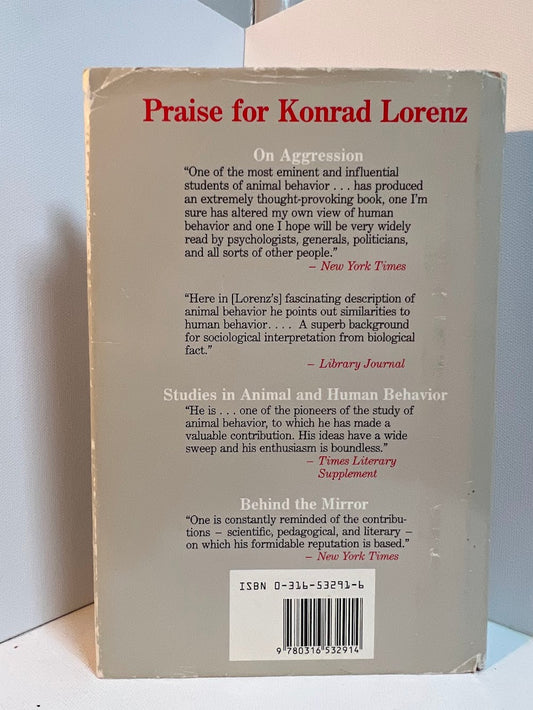 Praise for Konrad Lorenz
On Aggression
“One of the most eminent and influential
students of animal behavior . . . has produced
an extremely thought-provoking book, one I’m
sure has altered my own view of human
behavior and one I hope will be very widely
read by psychologists, generals, politicians,
and all sorts of other people.”
– New York Times
“Here in [Lorenz’s] fascinating description of
animal behavior he points out similarities to
human behavior. . . . A superb background
for sociological interpretation from biological
fact.”
– Library Journal
Studies in Animal and Human Behavior
“He is . . . one of the pioneers of the study of
animal behavior, to which he has made a
valuable contribution. His ideas have a wide
sweep and his enthusiasm is boundless.”
– Times Literary
Supplement
Behind the Mirror
“One is constantly reminded of the contribu-
tions – scientific, pedagogical, and literary –
on which his formidable reputation is based.”
– New York Times
ISBN 0-316-53291-6
9 780316 532914